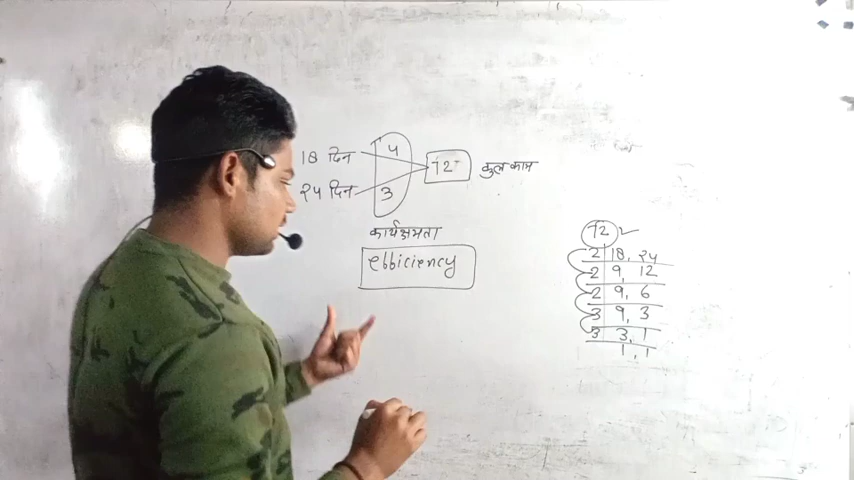 18 दिन 4 72 कुल काम
24 दिन 3
कार्यक्षमता
ebbiciency
72
2 18, 24
2 9, 12
2 9, 6
3 9, 3
3 3, 1
1, 1